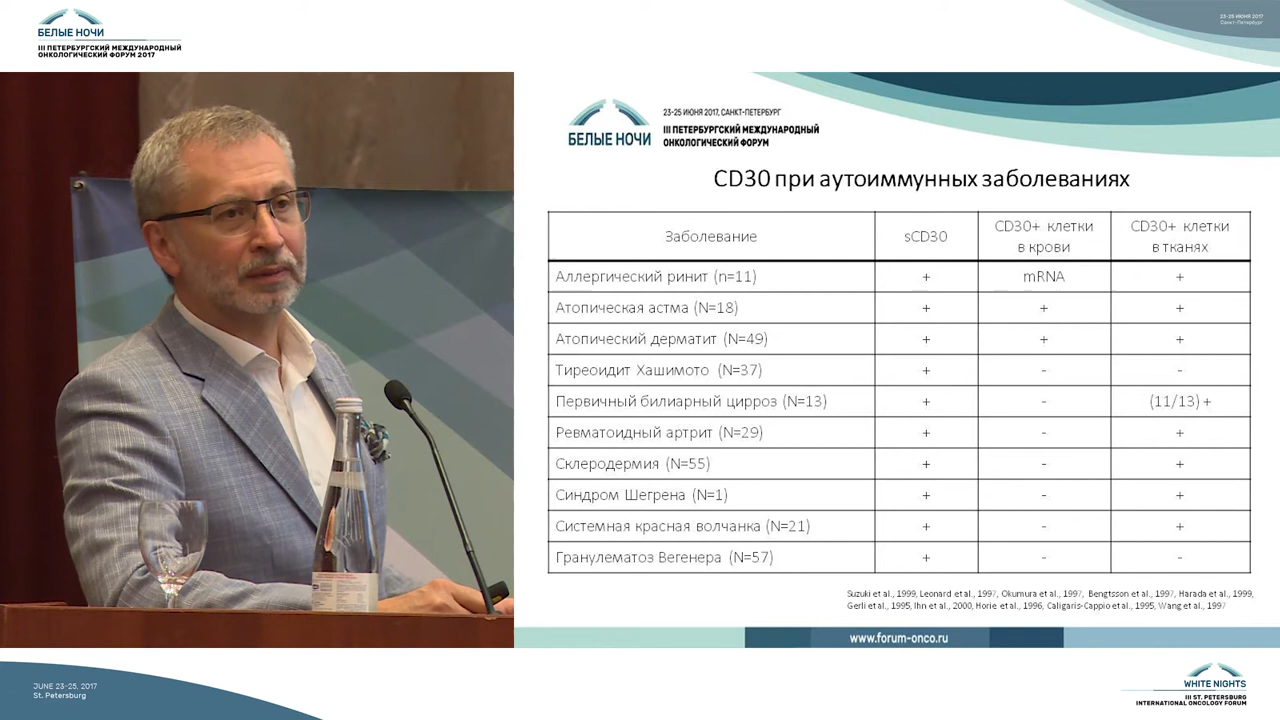 БЕЛЫЕ НОЧИ
III ПЕТЕРБУРГСКИЙ МЕЖДУНАРОДНЫЙ
ОНКОЛОГИЧЕСКИЙ ФОРУМ 2017
23-25 ИЮНЯ 2017
Санкт-Петербург
БЕЛЫЕ НОЧИ
23-25 ИЮНЯ 2017, САНКТ-ПЕТЕРБУРГ
III ПЕТЕРБУРГСКИЙ МЕЖДУНАРОДНЫЙ
ОНКОЛОГИЧЕСКИЙ ФОРУМ
CD30 при аутоиммунных заболеваниях
Заболевание sCD30 CD30+ клетки в крови CD30+ клетки в тканях
Аллергический ринит (n=11) + mRNA +
Атопическая астма (N=18) + + +
Атопический дерматит (N=49) + + +
Тиреоидит Хашимото (N=37) + - -
Первичный билиарный цирроз (N=13) + - (11/13) +
Ревматоидный артрит (N=29) + - +
Склеродермия (N=55) + - +
Синдром Шегрена (N=1) + - +
Системная красная волчанка (N=21) + - +
Гранулематоз Вегенера (N=57) + - -
Suzuki et al., 1999, Leonard et al., 1997, Okumura et al., 1997, Bengtsson et al., 1997, Harada et al., 1999,
Gerli et al., 1995, Ihn et al., 2000, Horie et al., 1996, Caligaris-Cappio et al., 1995, Wang et al., 1997
www.forum-onco.ru
JUNE 23-25, 2017
St. Petersburg
WHITE NIGHTS
III ST. PETERSBURG
INTERNATIONAL ONCOLOGY FORUM